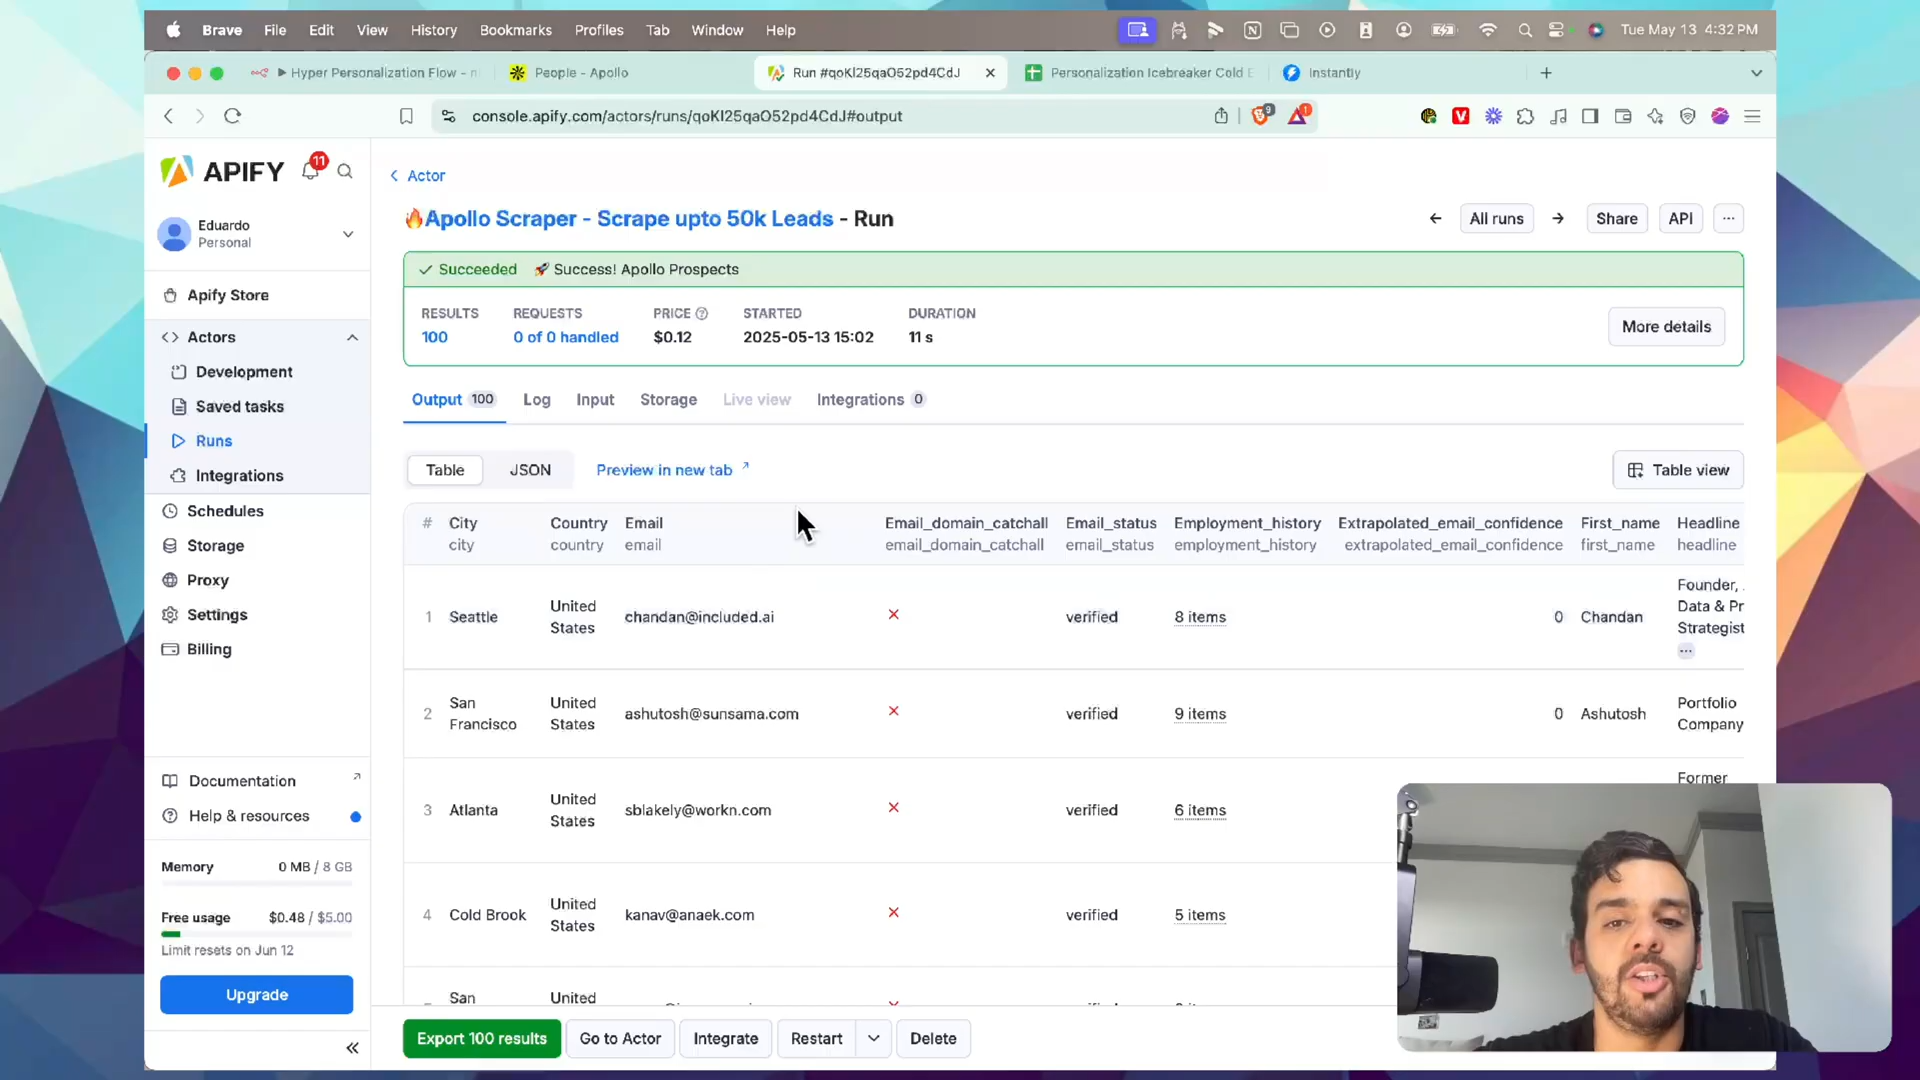 Brave File Edit View History Bookmarks Profiles Tab Window Help Tue May 13 4:32 PM
Hyper Personalization Flow - n
People - Apollo
Run #qoKl25qaO52pd4CdJ
Personalization Icebreaker Cold E
Instantly
console.apify.com/actors/runs/qoKl25qaO52pd4CdJ#output
9
1
APIFY
11
Eduardo
Personal
Apify Store
Actors
Development
Saved tasks
Runs
Integrations
Schedules
Storage
Proxy
Settings
Billing
Documentation
Help & resources
Memory 0 MB / 8 GB
Free usage $0.48 / $5.00
Limit resets on Jun 12
Upgrade
Actor
🔥Apollo Scraper - Scrape upto 50k Leads - Run
All runs
Share
API
Succeeded 🚀 Success! Apollo Prospects
RESULTS REQUESTS PRICE STARTED DURATION
100 0 of 0 handled $0.12 2025-05-13 15:02 11 s
More details
Output 100 Log Input Storage Live view Integrations 0
Table JSON Preview in new tab
Table view
# City Country Email Email_domain_catchall Email_status Employment_history Extrapolated_email_confidence First_name Headline
city country email email_domain_catchall email_status employment_history extrapolated_email_confidence first_name headline
1 Seattle United States chandan@included.ai verified 8 items 0 Chandan Founder,
Data & Pr
Strategist
...
2 San Francisco United States ashutosh@sunsama.com verified 9 items 0 Ashutosh Portfolio
Company
3 Atlanta United States sblakely@workn.com verified 6 items Former
4 Cold Brook United States kanav@anaek.com verified 5 items
San United
Export 100 results
Go to Actor
Integrate
Restart
Delete